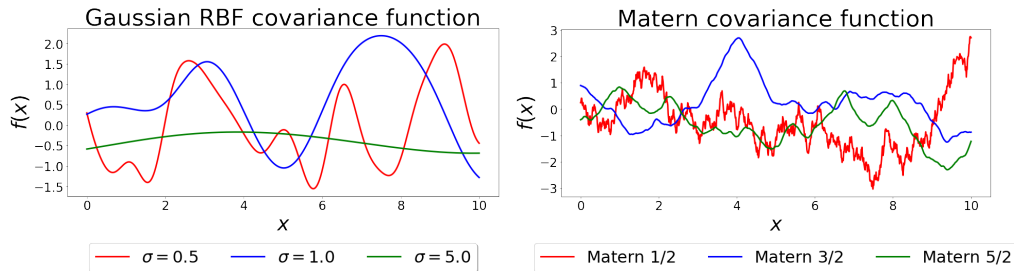 Gaussian RBF covariance function
2.0
1.5
1.0
0.5
0.0
−0.5
−1.0
−1.5
f(x)
0 2 4 6 8 10
x
σ = 0.5 σ = 1.0 σ = 5.0
Matern covariance function
3
2
1
0
−1
−2
−3
f(x)
0 2 4 6 8 10
x
Matern 1/2 Matern 3/2 Matern 5/2